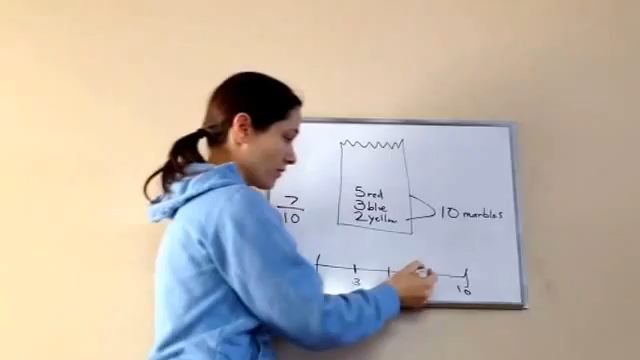 5 red
3 blue
2 yellow
10 marbles
7
10
3
10